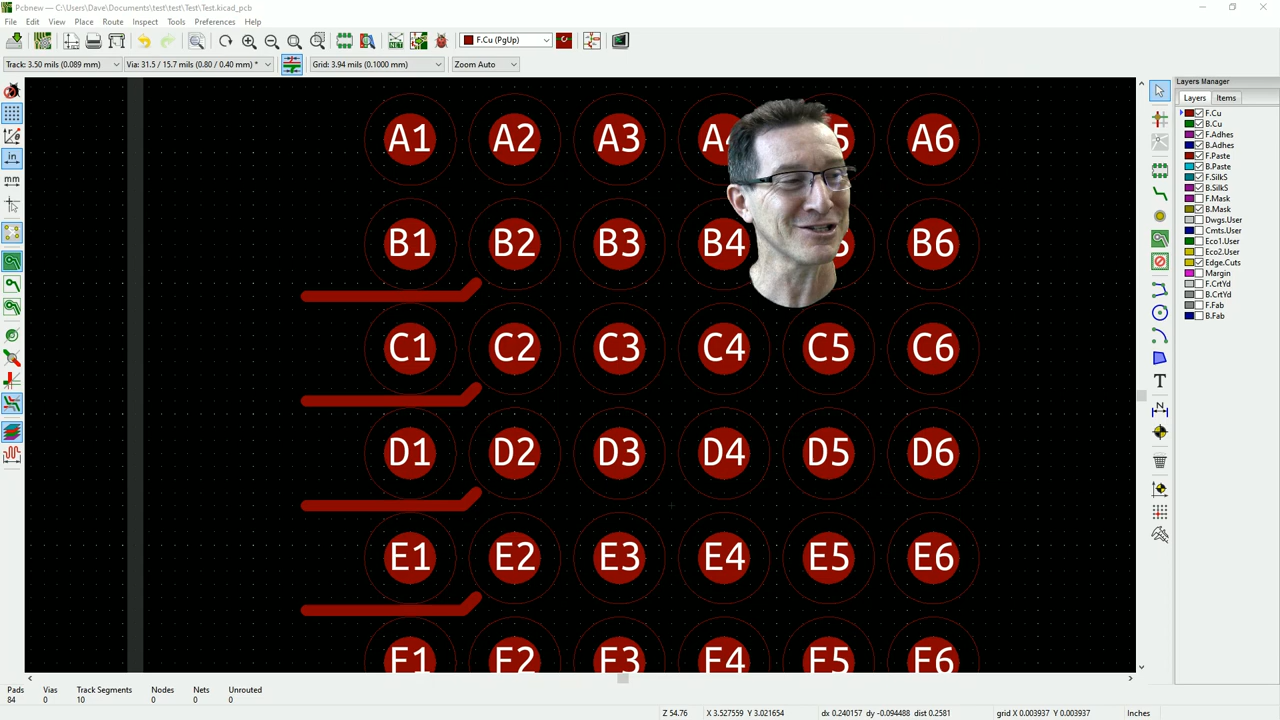 Pcbnew — C:\Users\Dave\Documents\test\test\Test\Test.kicad_pcb
File Edit View Place Route Inspect Tools Preferences Help
F.Cu (PgUp)
Track: 3.50 mils (0.089 mm) Via: 31.5 / 15.7 mils (0.80 / 0.40 mm) * Grid: 3.94 mils (0.1000 mm) Zoom Auto
Layers Manager
Layers Items
F.Cu
B.Cu
F.Adhes
B.Adhes
F.Paste
B.Paste
F.SilkS
B.SilkS
F.Mask
B.Mask
Dwgs.User
Cmts.User
Eco1.User
Eco2.User
Edge.Cuts
Margin
F.CrtYd
B.CrtYd
F.Fab
B.Fab
in
mm
NET
T
N
A1 A2 A3 A4 5 A6
B1 B2 B3 B4 B6
C1 C2 C3 C4 C5 C6
D1 D2 D3 D4 D5 D6
E1 E2 E3 E4 E5 E6
F1 F2 F3 F4 F5 F6
Pads Vias Track Segments Nodes Nets Unrouted
84 0 10 0 0 0
Z 54.76 X 3.527559 Y 3.021654 dx 0.240157 dy -0.094488 dist 0.2581 grid X 0.003937 Y 0.003937 Inches